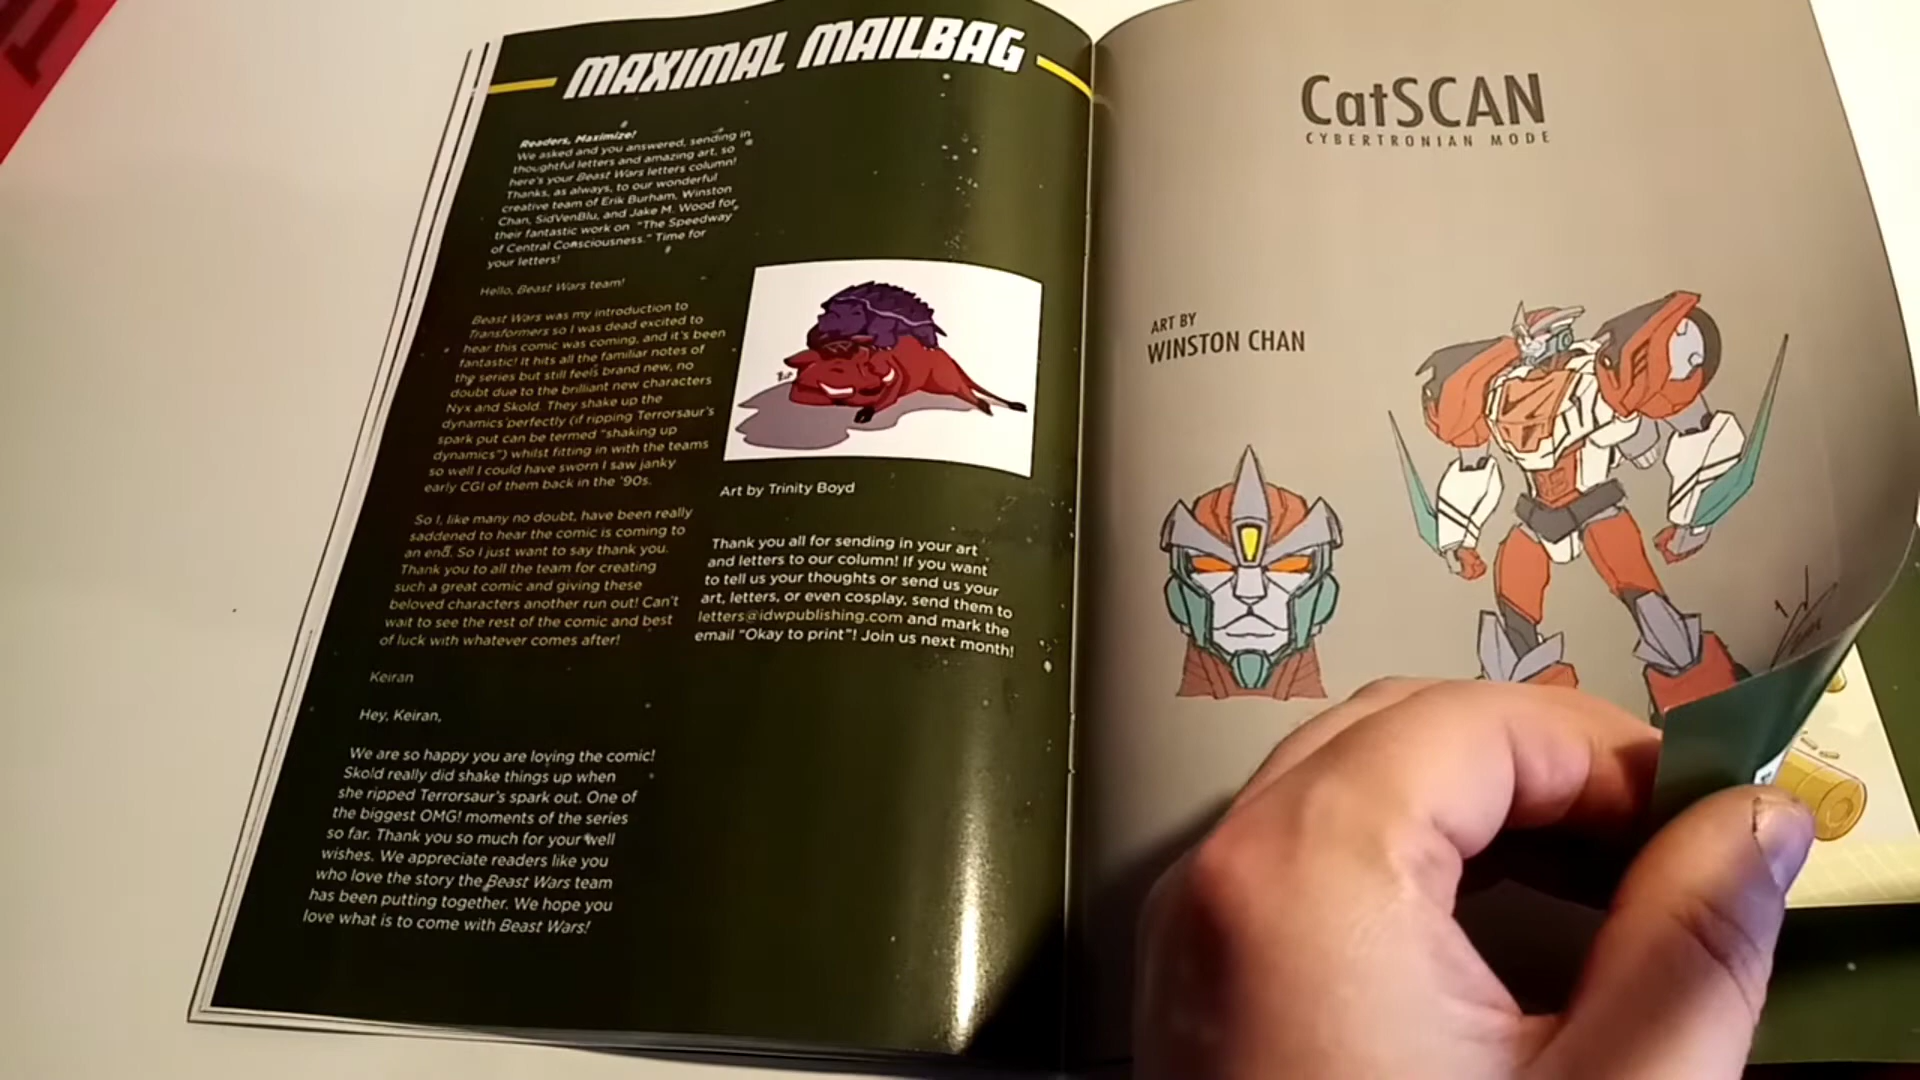 MAXIMAL MAILBAG
Readers, Maximize!
We asked and you answered, sending in
thoughtful letters and amazing art, so
here's your Beast Wars letters column!
Thanks, as always, to our wonderful
creative team of Erik Burham, Winston
Chan, SidVenBlu, and Jake M. Wood for
their fantastic work on "The Speedway
of Central Consciousness." Time for
your letters!
Hello, Beast Wars team!
Beast Wars was my introduction to
Transformers so I was dead excited to
hear this comic was coming, and it's been
fantastic! It hits all the familiar notes of
the series but still feels brand new, no
doubt due to the brilliant new characters
Nyx and Skold. They shake up the
dynamics perfectly (if ripping Terrorsaur's
spark put can be termed "shaking up
dynamics") whilst fitting in with the teams
so well I could have sworn I saw janky
early CGI of them back in the '90s.
So I, like many no doubt, have been really
saddened to hear the comic is coming to
an end. So I just want to say thank you.
Thank you to all the team for creating
such a great comic and giving these
beloved characters another run out! Can't
wait to see the rest of the comic and best
of luck with whatever comes after!
Keiran
Hey, Keiran,
We are so happy you are loving the comic!
Skold really did shake things up when
she ripped Terrorsaur's spark out. One of
the biggest OMG! moments of the series
so far. Thank you so much for your well
wishes. We appreciate readers like you
who love the story the Beast Wars team
has been putting together. We hope you
love what is to come with Beast Wars!
Art by Trinity Boyd
Thank you all for sending in your art
and letters to our column! If you want
to tell us your thoughts or send us your
art, letters, or even cosplay, send them to
letters@idwpublishing.com and mark the
email "Okay to print"! Join us next month!
CatSCAN
CYBERTRONIAN MODE
ART BY
WINSTON CHAN